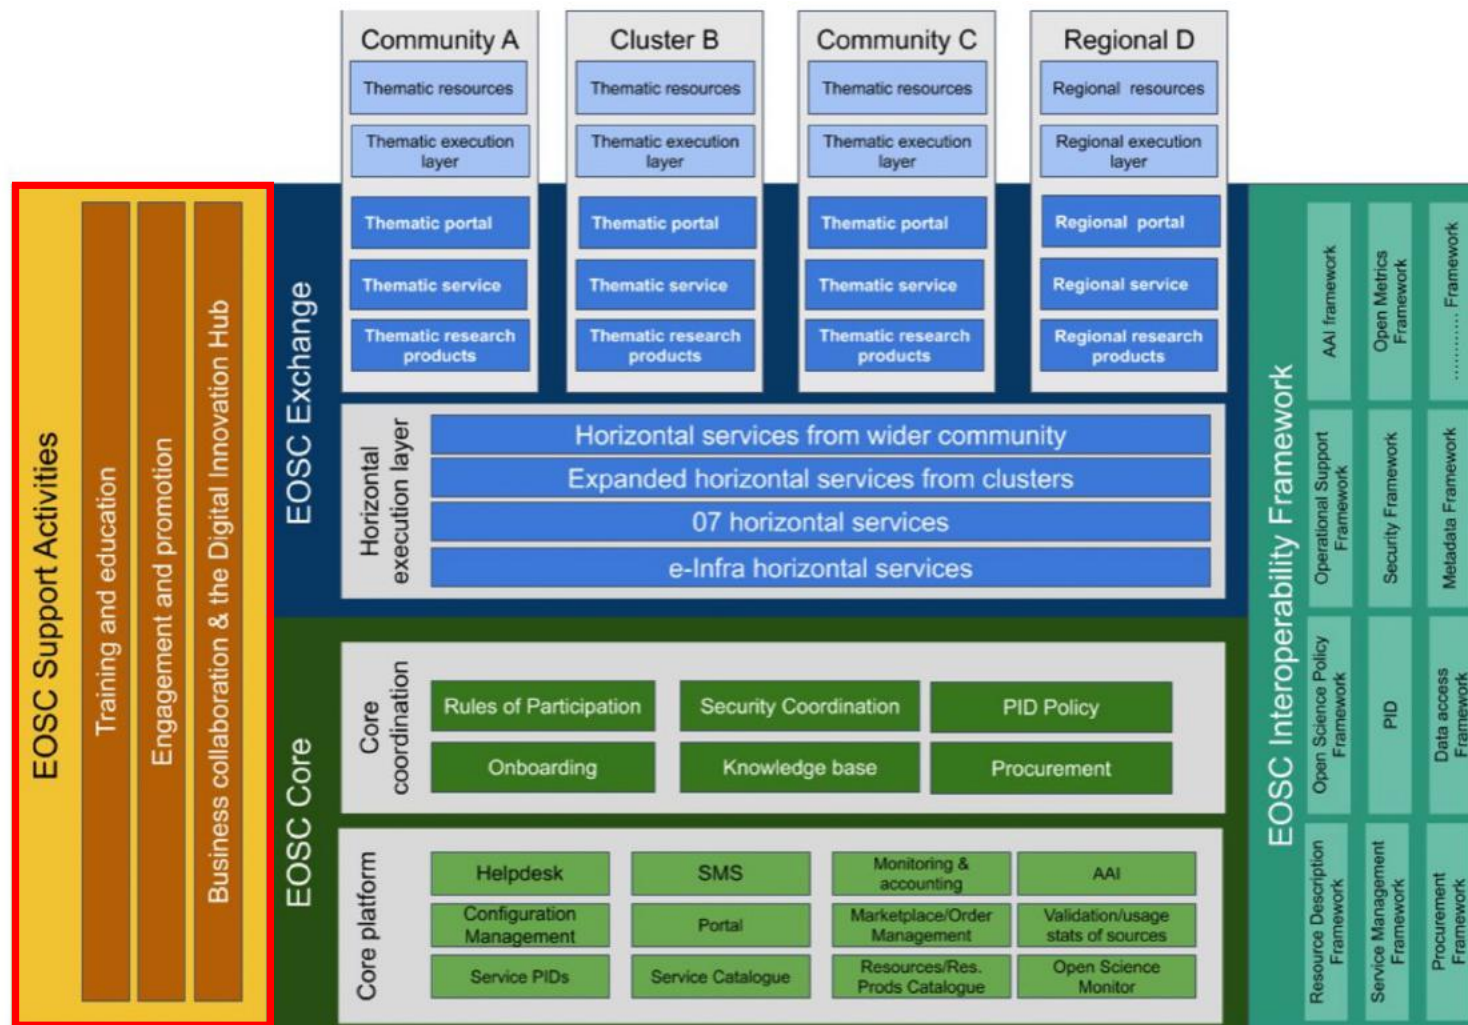 Community A
Thematic resources
Thematic execution
layer
Thematic portal
Thematic service
Thematic research
products
Cluster B
Thematic resources
Thematic execution
layer
Thematic portal
Thematic service
Thematic research
products
Community C
Thematic resources
Thematic execution
layer
Thematic portal
Thematic service
Thematic research
products
Regional D
Regional resources
Regional execution
layer
Regional portal
Regional service
Regional research
products
EOSC Support Activities
Training and education
Engagement and promotion
Business collaboration & the Digital Innovation Hub
EOSC Exchange
Horizontal
execution layer
Horizontal services from wider community
Expanded horizontal services from clusters
07 horizontal services
e-Infra horizontal services
EOSC Core
Core
coordination
Rules of Participation
Security Coordination
PID Policy
Onboarding
Knowledge base
Procurement
Core platform
Helpdesk
SMS
Monitoring &
accounting
AAI
Configuration
Management
Portal
Marketplace/Order
Management
Validation/usage
stats of sources
Service PIDs
Service Catalogue
Resources/Res.
Prods Catalogue
Open Science
Monitor
EOSC Interoperability Framework
AAI framework
Open Metrics
Framework
........... Framework
Operational Support
Framework
Security Framework
Metadata Framework
Open Science Policy
Framework
PID
Data access
Framework
Resource Description
Framework
Service Management
Framework
Procurement
Framework